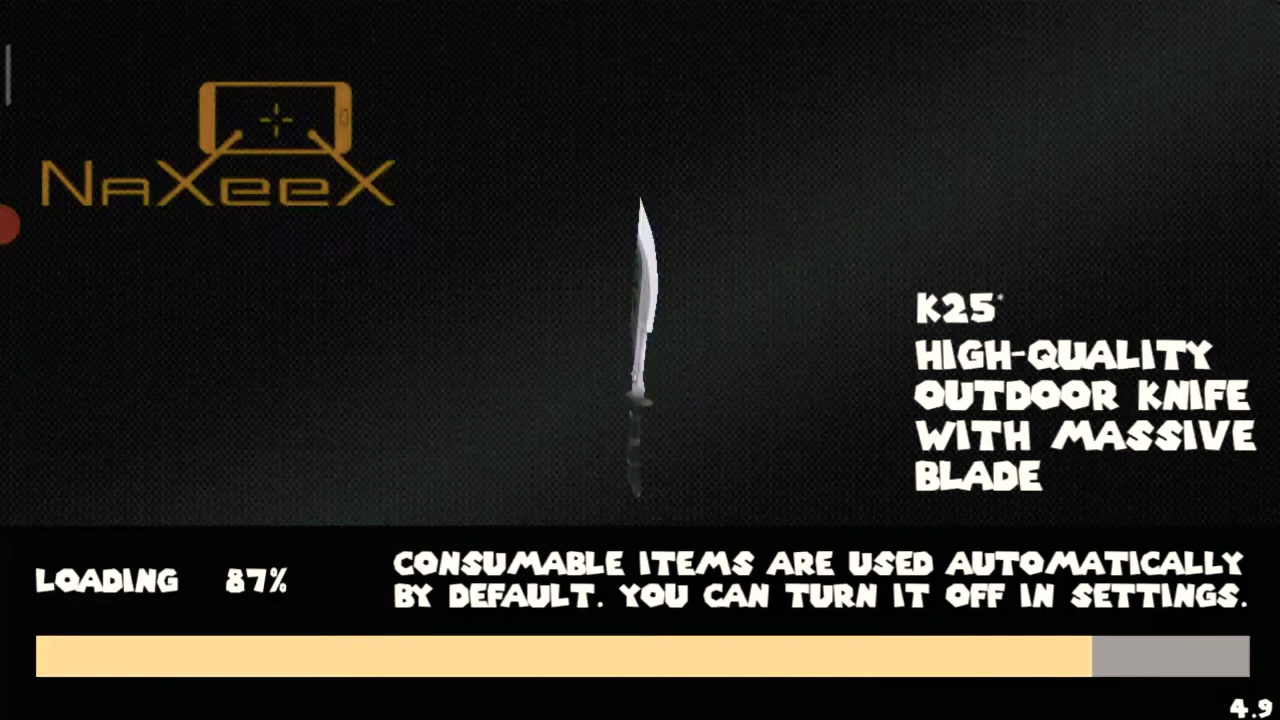 NaXeeX
K25
HIGH-QUALITY
OUTDOOR KNIFE
WITH MASSIVE
BLADE
CONSUMABLE ITEMS ARE USED AUTOMATICALLY
BY DEFAULT. YOU CAN TURN IT OFF IN SETTINGS.
LOADING 87%
4.9